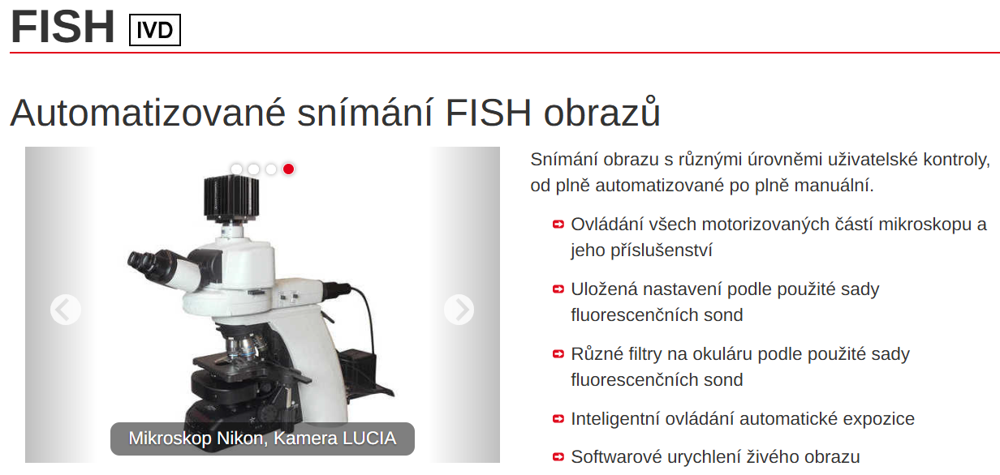 FISH IVD
Automatizované snímání FISH obrazů
Snímání obrazu s různými úrovněmi uživatelské kontroly,
od plně automatizované po plně manuální.
Ovládání všech motorizovaných částí mikroskopu a
jeho příslušenství
Uložená nastavení podle použité sady
fluorescenčních sond
Různé filtry na okuláru podle použité sady
fluorescenčních sond
Inteligentní ovládání automatické expozice
Softwarové urychlení živého obrazu
Mikroskop Nikon, Kamera LUCIA